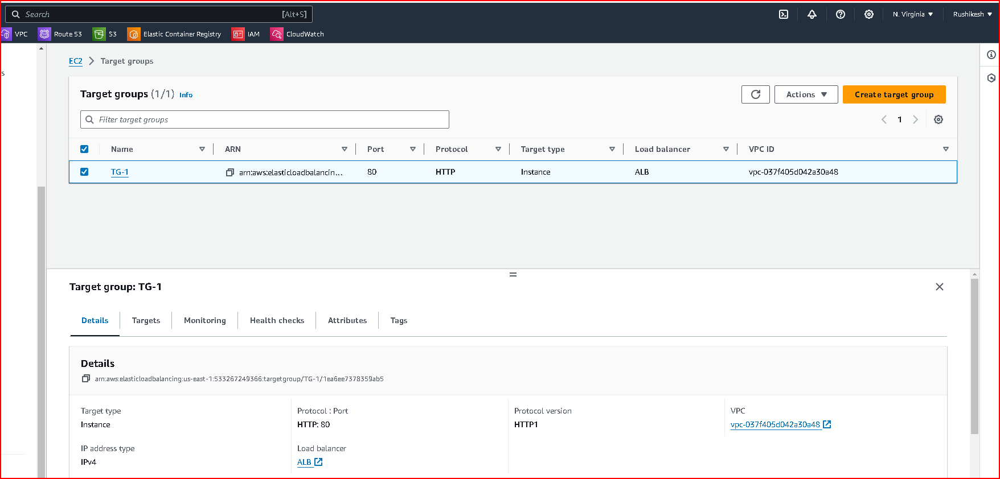 Search [Alt+S] N. Virginia Rushikesh
VPC Route 53 S3 Elastic Container Registry IAM CloudWatch
s
EC2 Target groups
Target groups (1/1) Info Actions Create target group
Filter target groups 1
Name ARN Port Protocol Target type Load balancer VPC ID
TG-1 arn:aws:elasticloadbalancin... 80 HTTP Instance ALB vpc-037f405d042a30a48
Target group: TG-1
Details Targets Monitoring Health checks Attributes Tags
Details
arn:aws:elasticloadbalancing:us-east-1:533267249366:targetgroup/TG-1/1ea6ee7378359ab5
Target type Protocol : Port Protocol version VPC
Instance HTTP: 80 HTTP1 vpc-037f405d042a30a48
IP address type Load balancer
IPv4 ALB